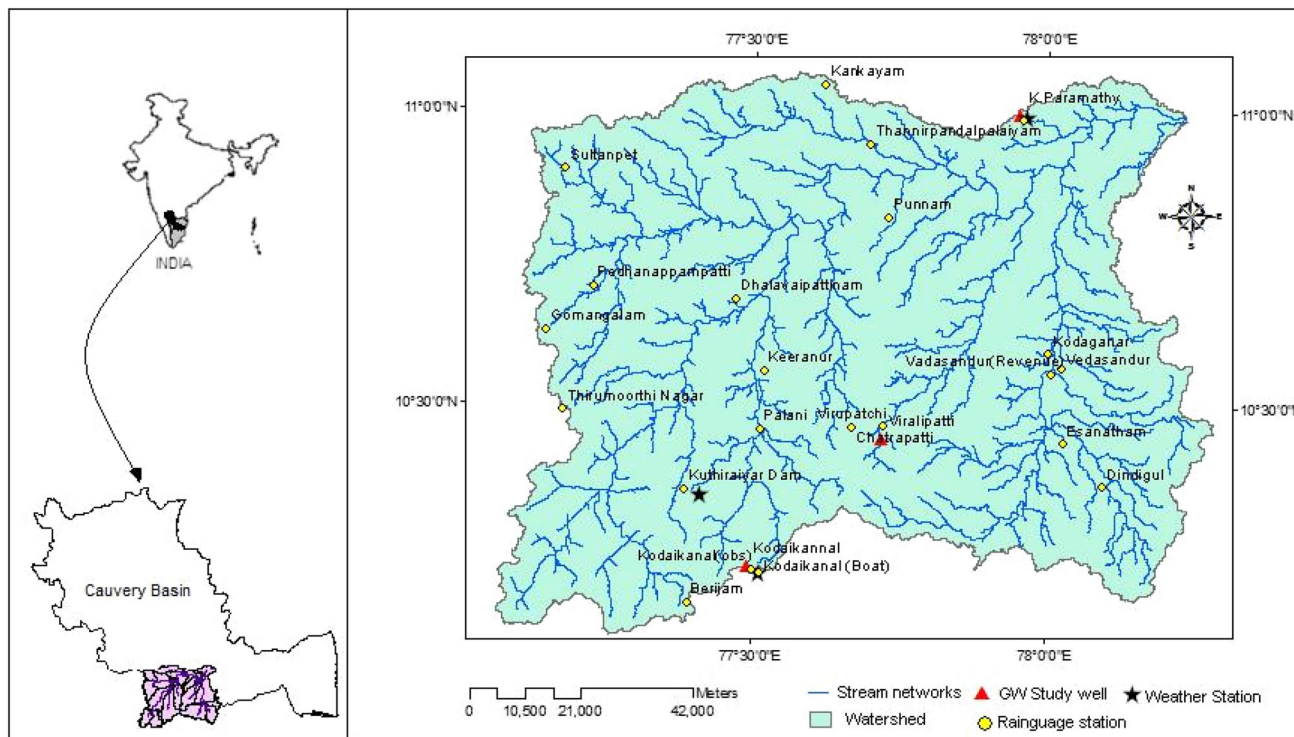 INDIA
Cauvery Basin
77°30'0"E
78°0'0"E
11°0'0"N
11°0'0"N
Kankayam
K.Paramathy
Thannirpandalpalaiyam
Sultanpet
Punnam
N
W
E
S
Pedhanappampatti
Dhalavaipattinam
Gomangalam
Kodaganar
Vadasandur(Revenue)
Vedasandur
Keeranur
10°30'0"N
10°30'0"N
Thirumoorthi Nagar
Palani
Virupatchi
Viralipatti
Chatrapatti
Esanatham
Kuthiraiyar Dam
Dindigul
Kodaikannal
Kodaikanal(obs)
Kodaikanal (Boat)
Berijam
77°30'0"E
78°0'0"E
Meters
0 10,500 21,000 42,000
Stream networks
GW Study well
Weather Station
Watershed
Rainguage station